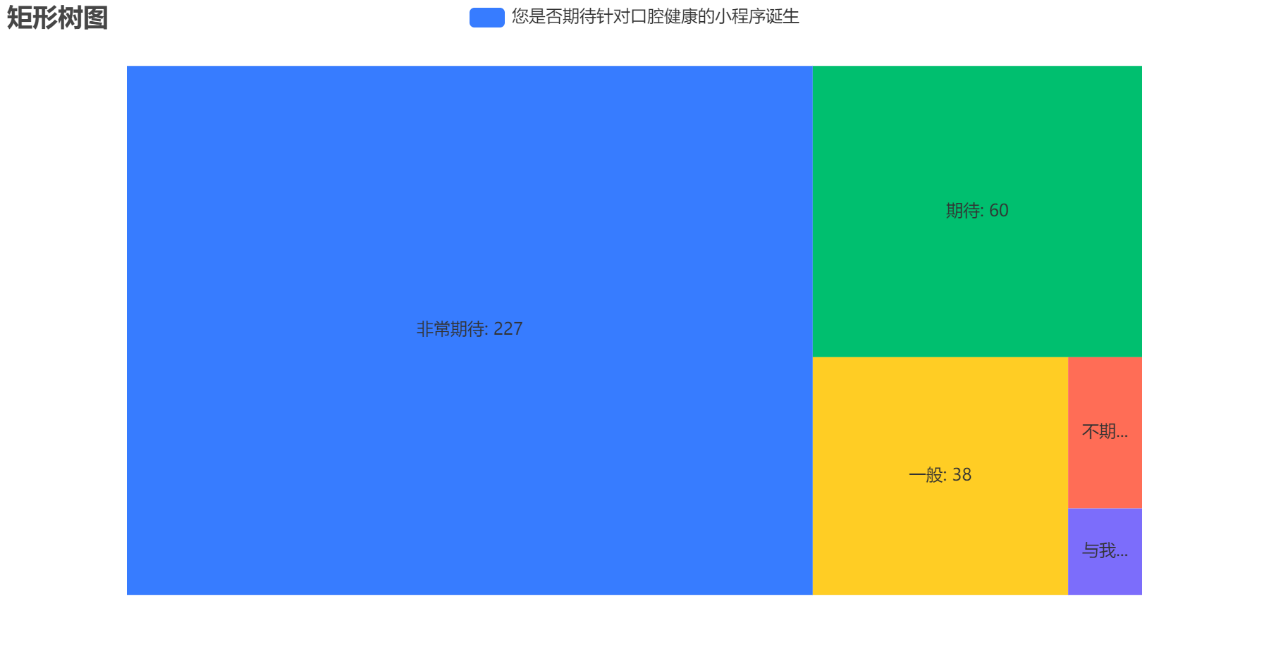 矩形树图
您是否期待针对口腔健康的小程序诞生
非常期待: 227
期待: 60
一般: 38
不期...
与我...